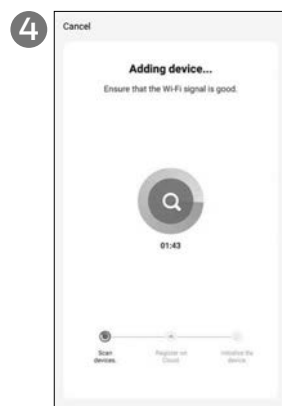 4
Cancel
Adding device...
Ensure that the Wi-Fi signal is good.
01:43
Scan
devices.
Register on
Cloud
Initialize the
device.